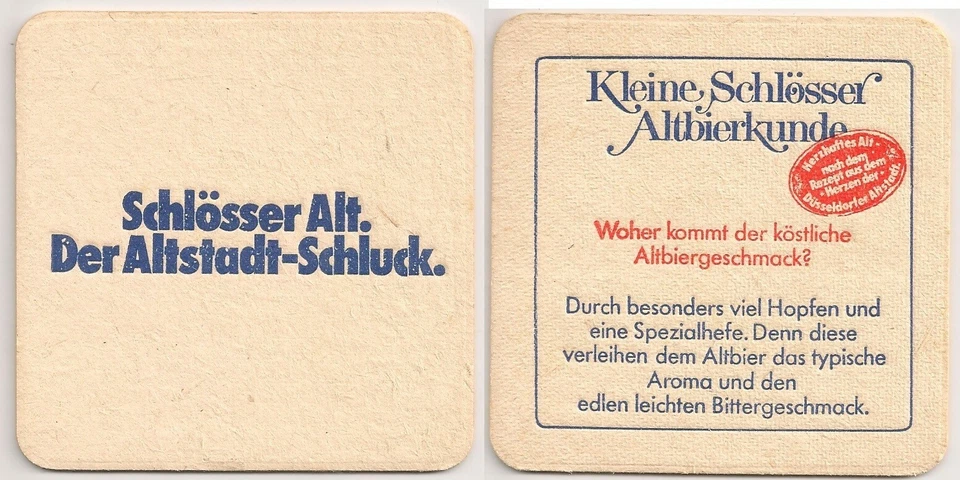 Schlösser Alt.
Der Altstadt-Schluck.
Kleine Schlösser
Altbierkunde
Herzhaftes Alt -
nach dem
Rezept aus dem
- Herzen der -
Düsseldorfer Altstadt.
Woher kommt der köstliche
Altbiergeschmack?
Durch besonders viel Hopfen und
eine Spezialhefe. Denn diese
verleihen dem Altbier das typische
Aroma und den
edlen leichten Bittergeschmack.